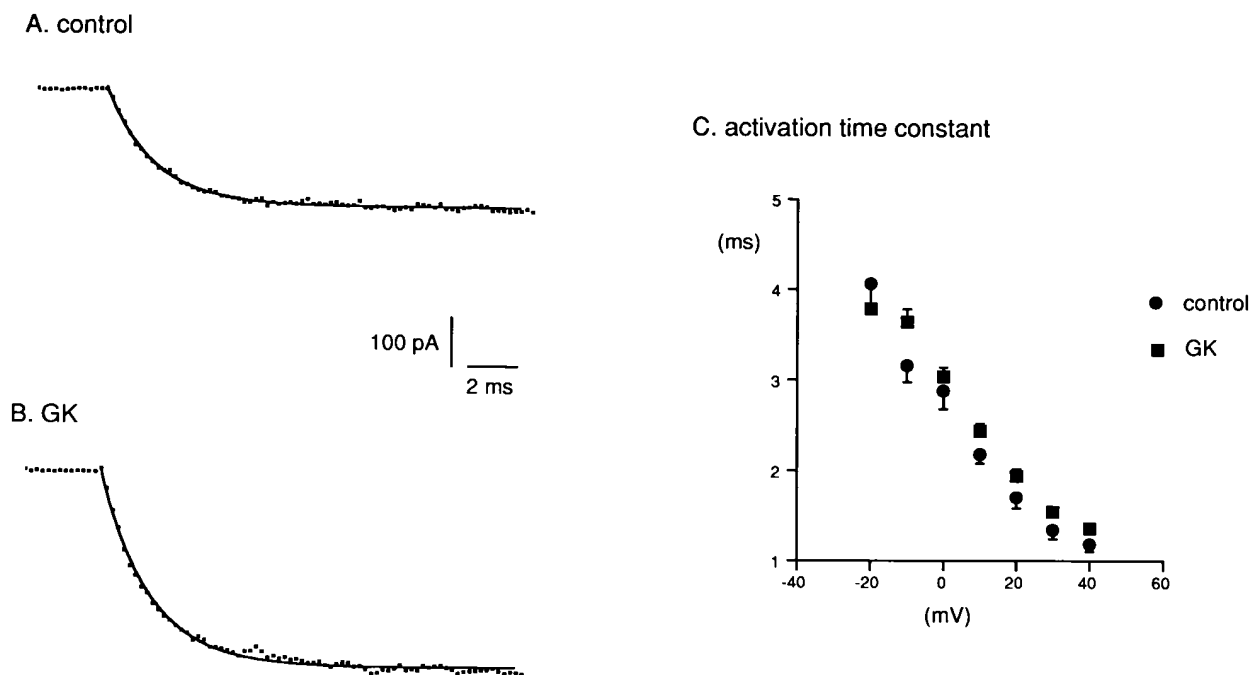 A. control
100 pA
2 ms
B. GK
C. activation time constant
(ms)
5
4
3
2
1
-40
-20
0
20
40
60
(mV)
control
GK